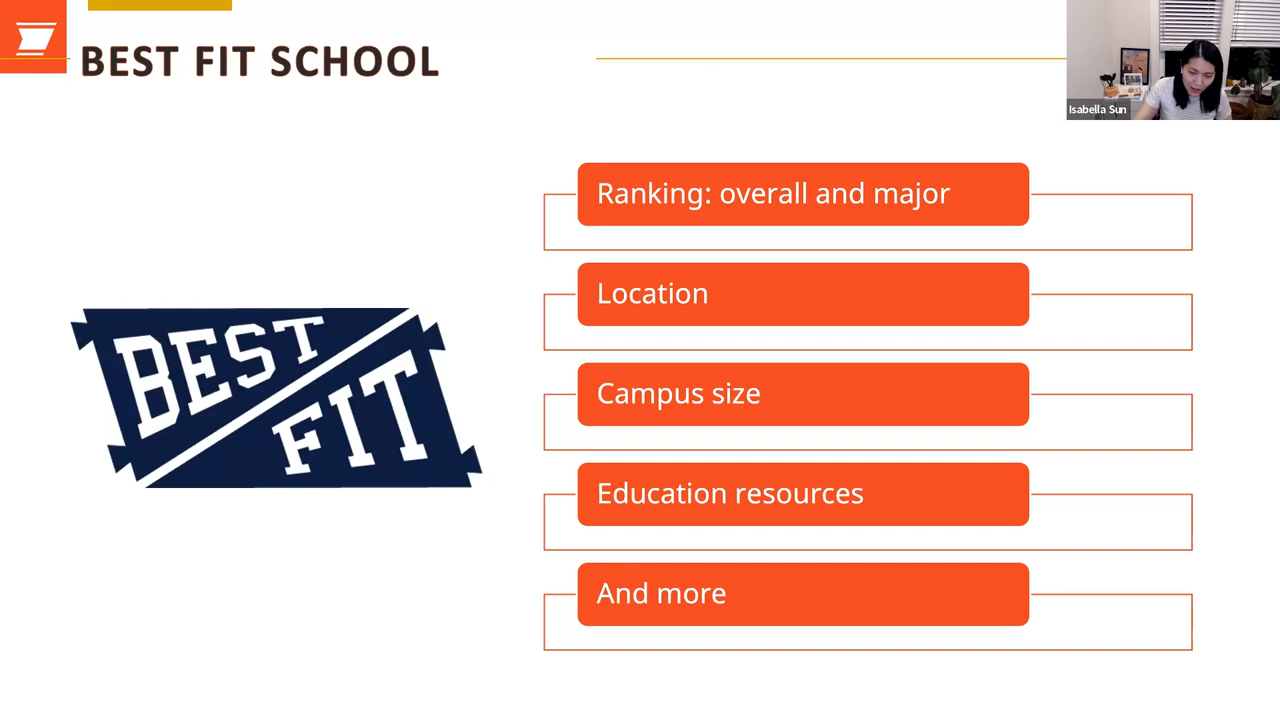 BEST FIT SCHOOL
Isabella Sun
Ranking: overall and major
Location
Campus size
Education resources
And more
BEST
FIT